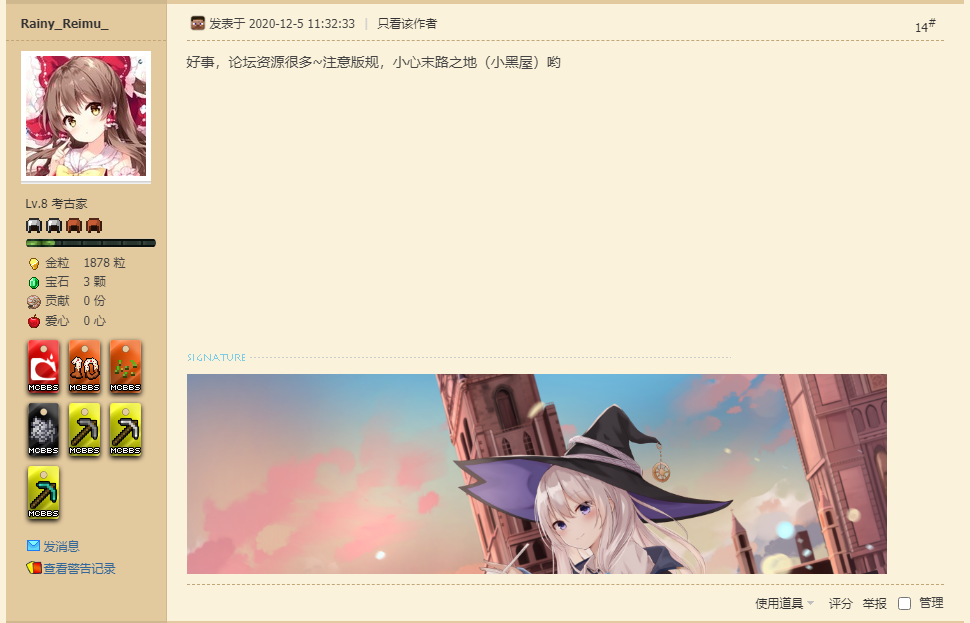 Rainy_Reimu_
发表于 2020-12-5 11:32:33 | 只看该作者
14#
好事，论坛资源很多~注意版规，小心末路之地（小黑屋）哟
Lv.8 考古家
金粒 1878 粒
宝石 3 颗
贡献 0 份
爱心 0 心
MCBBS 10 MCBBS MCBBS
MCBBS MCBBS MCBBS
MCBBS
发消息
查看警告记录
SIGNATURE
使用道具 评分 举报 管理